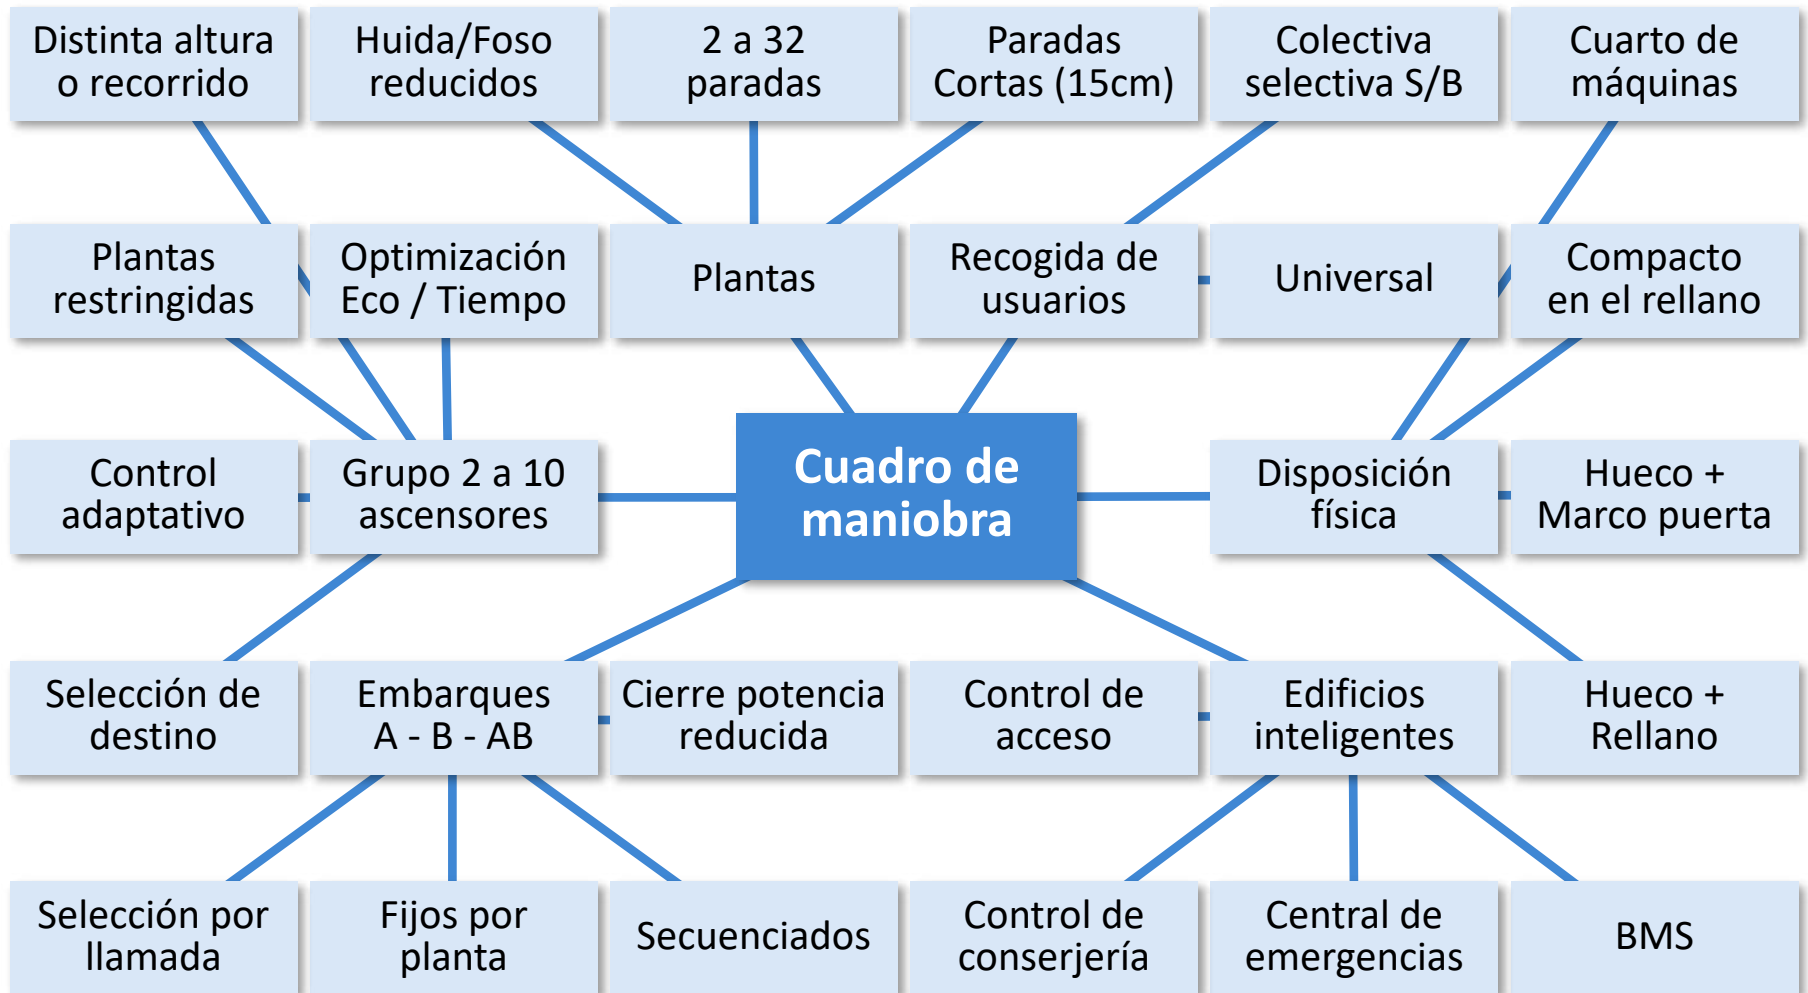 Distinta altura
o recorrido
Huida/Foso
reducidos
2 a 32
paradas
Paradas
Cortas (15cm)
Colectiva
selectiva S/B
Cuarto de
máquinas
Plantas
restringidas
Optimización
Eco / Tiempo
Plantas
Recogida de
usuarios
Universal
Compacto
en el rellano
Control
adaptativo
Grupo 2 a 10
ascensores
Cuadro de
maniobra
Disposición
física
Hueco +
Marco puerta
Selección de
destino
Embarques
A - B - AB
Cierre potencia
reducida
Control de
acceso
Edificios
inteligentes
Hueco +
Rellano
Selección por
llamada
Fijos por
planta
Secuenciados
Control de
conserjería
Central de
emergencias
BMS